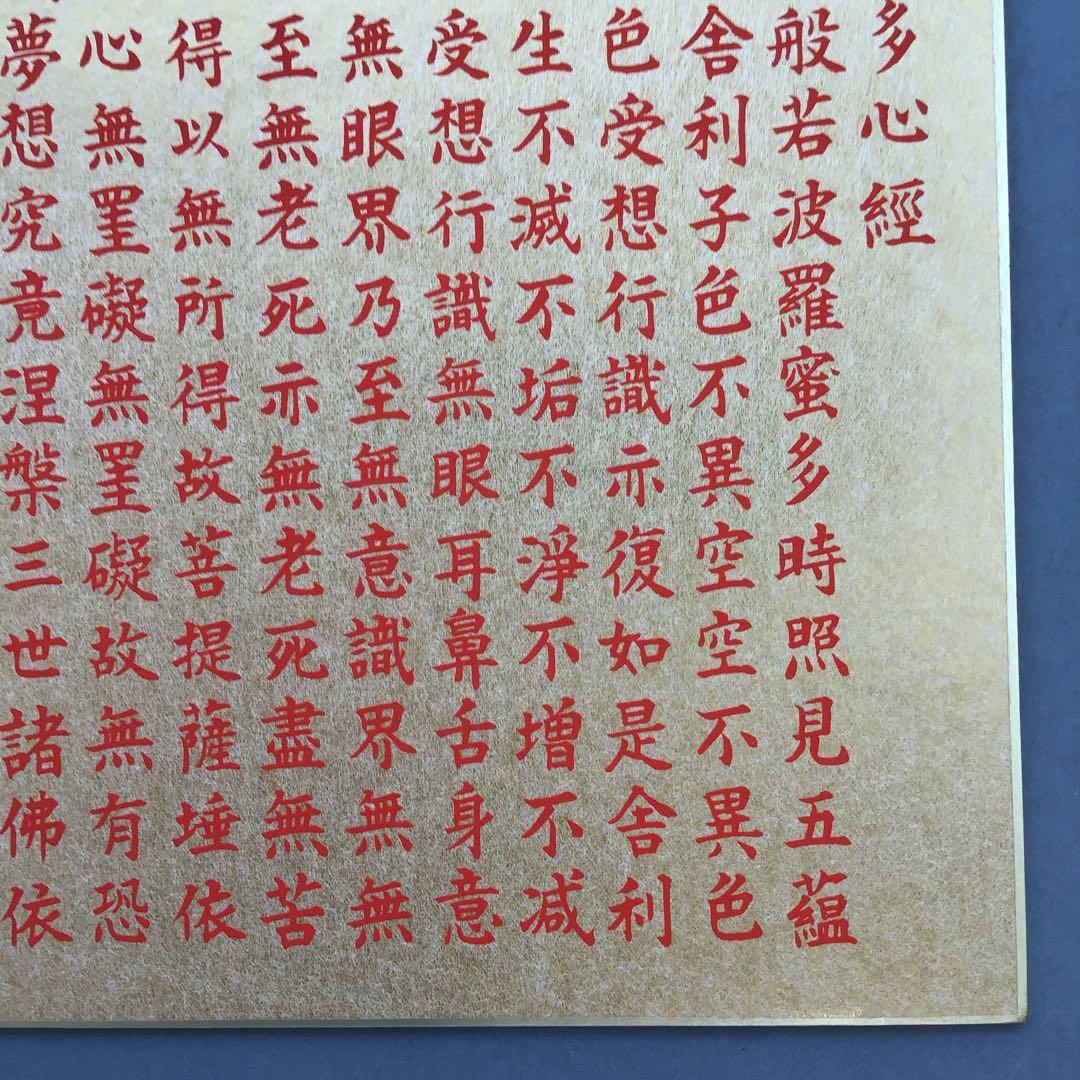 多心經
般若波羅蜜多時照見五蘊
舍利子色不異空空不異色
色受想行識亦復如是舍利
生不滅不垢不淨不增不減
受想行識無眼耳鼻舌身意
無眼界乃至無意識界無無
至無老死亦無老死盡無苦
得以無所得故菩提薩埵依
心無罣礙無罣礙故無有恐
夢想究竟涅槃三世諸佛依